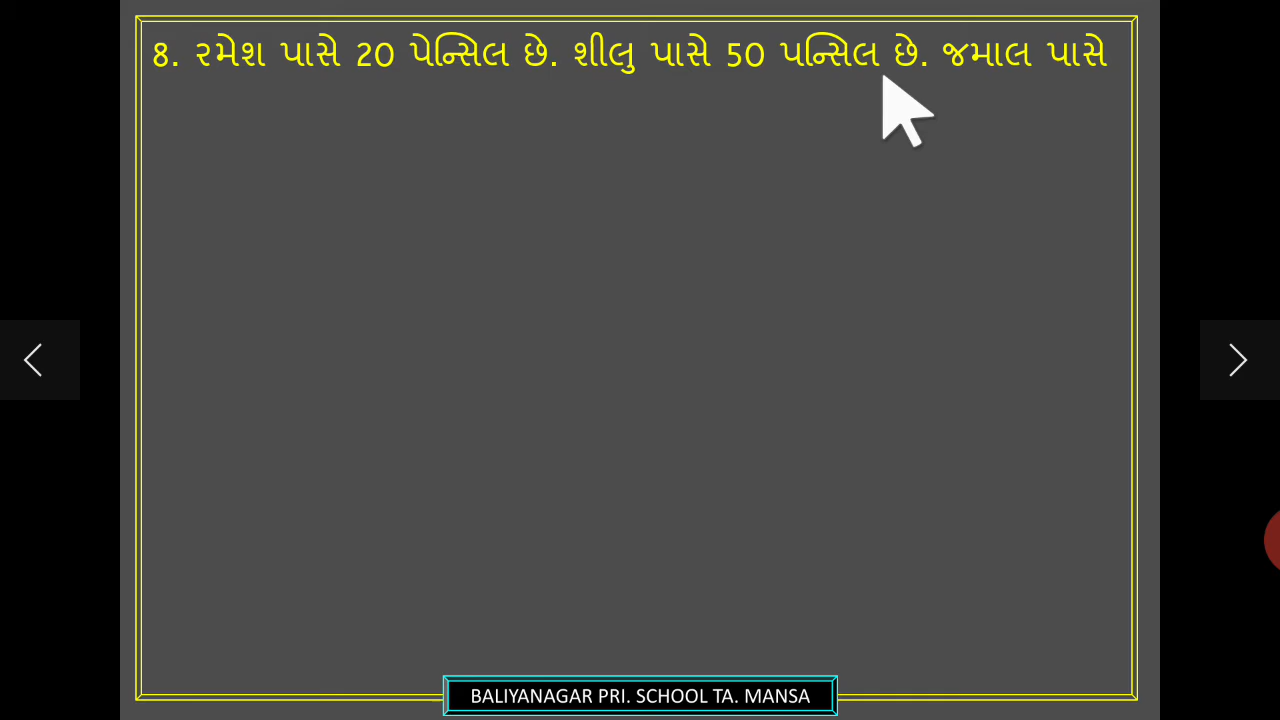 8. રમેશ પાસે 20 પેન્સિલ છે. શીલુ પાસે 50 પન્સિલ છે. જમાલ પાસે
BALIYANAGAR PRI. SCHOOL TA. MANSA